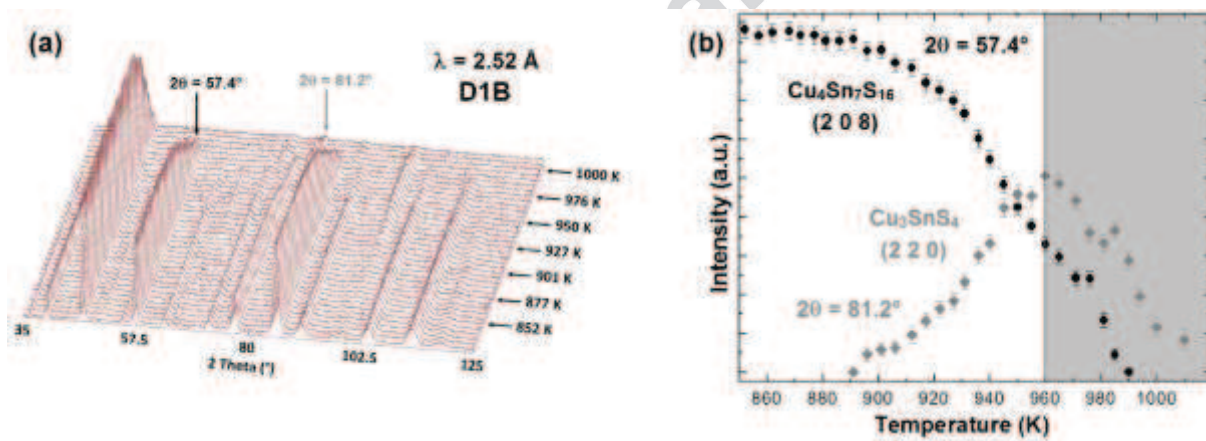 (a)
λ = 2.52 Å
D1B
2θ = 57.4°
2θ = 81.2°
1000 K
976 K
950 K
927 K
901 K
877 K
852 K
35
57.5
80
102.5
125
2 Theta (°)
(b)
2θ = 57.4°
Cu4Sn7S16
(2 0 8)
Cu3SnS4
(2 2 0)
2θ = 81.2°
Intensity (a.u.)
860 880 900 920 940 960 980 1000
Temperature (K)